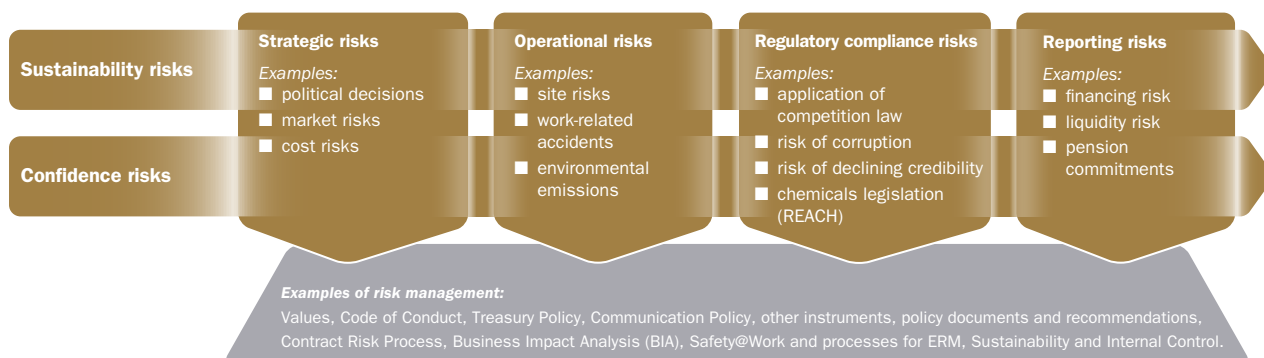 Sustainability risks
Confidence risks
Strategic risks
Examples:
■ political decisions
■ market risks
■ cost risks
Operational risks
Examples:
■ site risks
■ work-related
accidents
■ environmental
emissions
Regulatory compliance risks
Examples:
■ application of
competition law
■ risk of corruption
■ risk of declining credibility
■ chemicals legislation
(REACH)
Reporting risks
Examples:
■ financing risk
■ liquidity risk
■ pension
commitments
Examples of risk management:
Values, Code of Conduct, Treasury Policy, Communication Policy, other instruments, policy documents and recommendations,
Contract Risk Process, Business Impact Analysis (BIA), Safety@Work and processes for ERM, Sustainability and Internal Control.